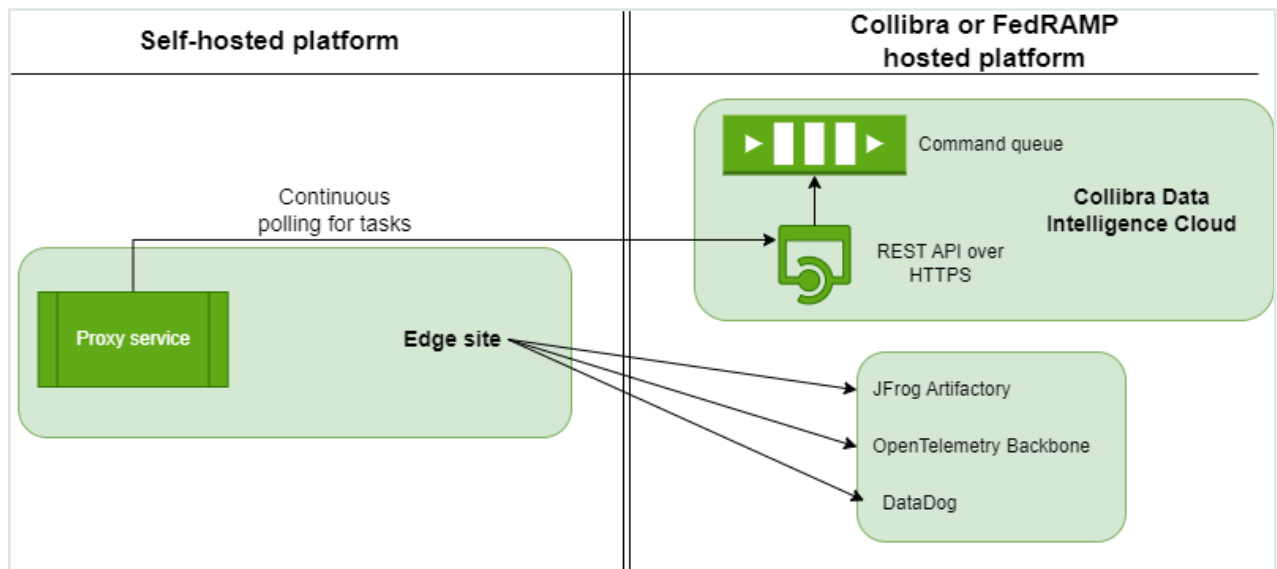 Self-hosted platform
Collibra or FedRAMP
hosted platform
Command queue
Collibra Data
Intelligence Cloud
Continuous
polling for tasks
REST API over
HTTPS
Proxy service
Edge site
JFrog Artifactory
OpenTelemetry Backbone
DataDog